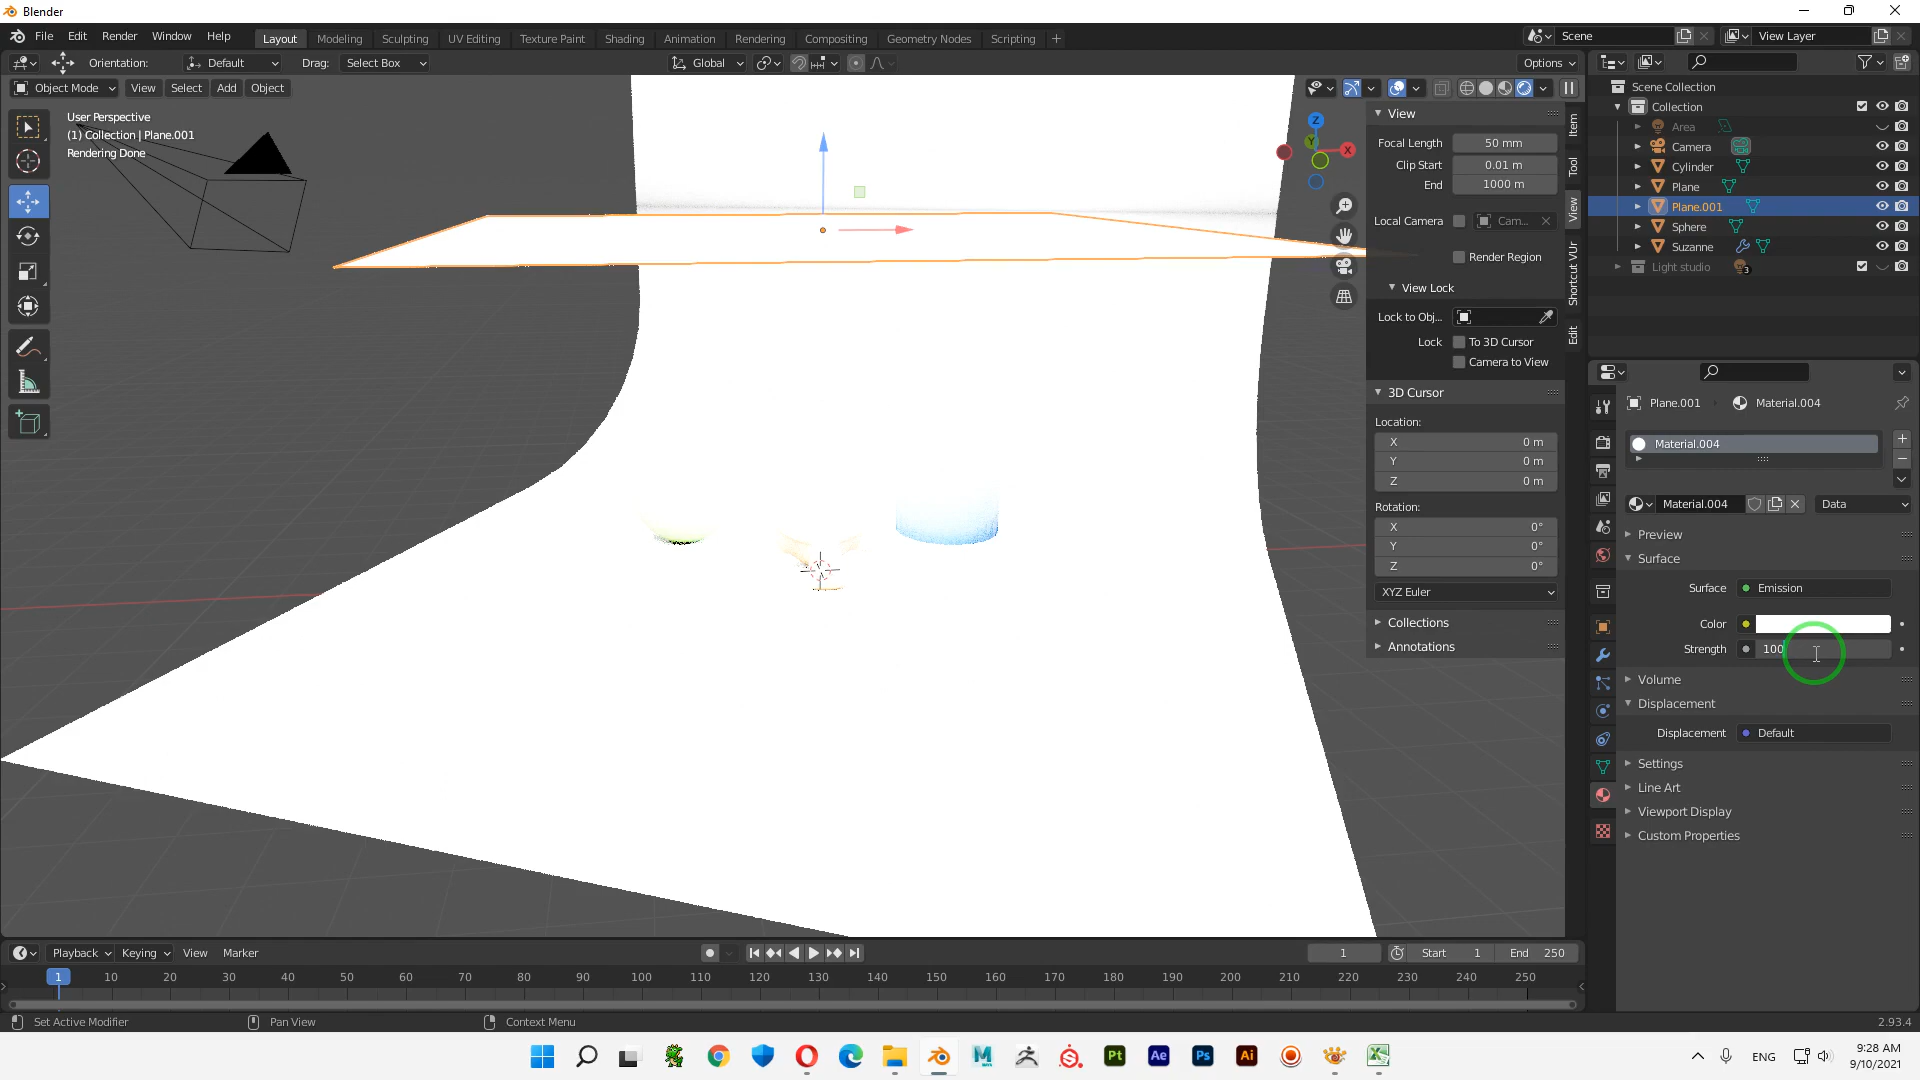 Blender
File Edit Render Window Help
Layout Modeling Sculpting UV Editing Texture Paint Shading Animation Rendering Compositing Geometry Nodes Scripting +
Scene
View Layer
Orientation: Default Drag: Select Box
Global
Options
Object Mode View Select Add Object
User Perspective
(1) Collection | Plane.001
Rendering Done
Z
Y
X
View
Focal Length 50 mm
Clip Start 0.01 m
End 1000 m
Local Camera Cam...
Render Region
View Lock
Lock to Obj...
Lock To 3D Cursor
Camera to View
3D Cursor
Location:
X 0 m
Y 0 m
Z 0 m
Rotation:
X 0°
Y 0°
Z 0°
XYZ Euler
Collections
Annotations
Item
Tool
View
Shortcut VUr
Edit
Scene Collection
Collection
Area
Camera
Cylinder
Plane
Plane.001
Sphere
Suzanne
Light studio 3
Plane.001 Material.004
Material.004
Material.004 Data
Preview
Surface
Surface Emission
Color
Strength 100
Volume
Displacement
Displacement Default
Settings
Line Art
Viewport Display
Custom Properties
Playback Keying View Marker
1 Start 1 End 250
1 10 20 30 40 50 60 70 80 90 100 110 120 130 140 150 160 170 180 190 200 210 220 230 240 250
Set Active Modifier Pan View Context Menu 2.93.4
Pt Ae Ps Ai
ENG
9:28 AM
9/10/2021